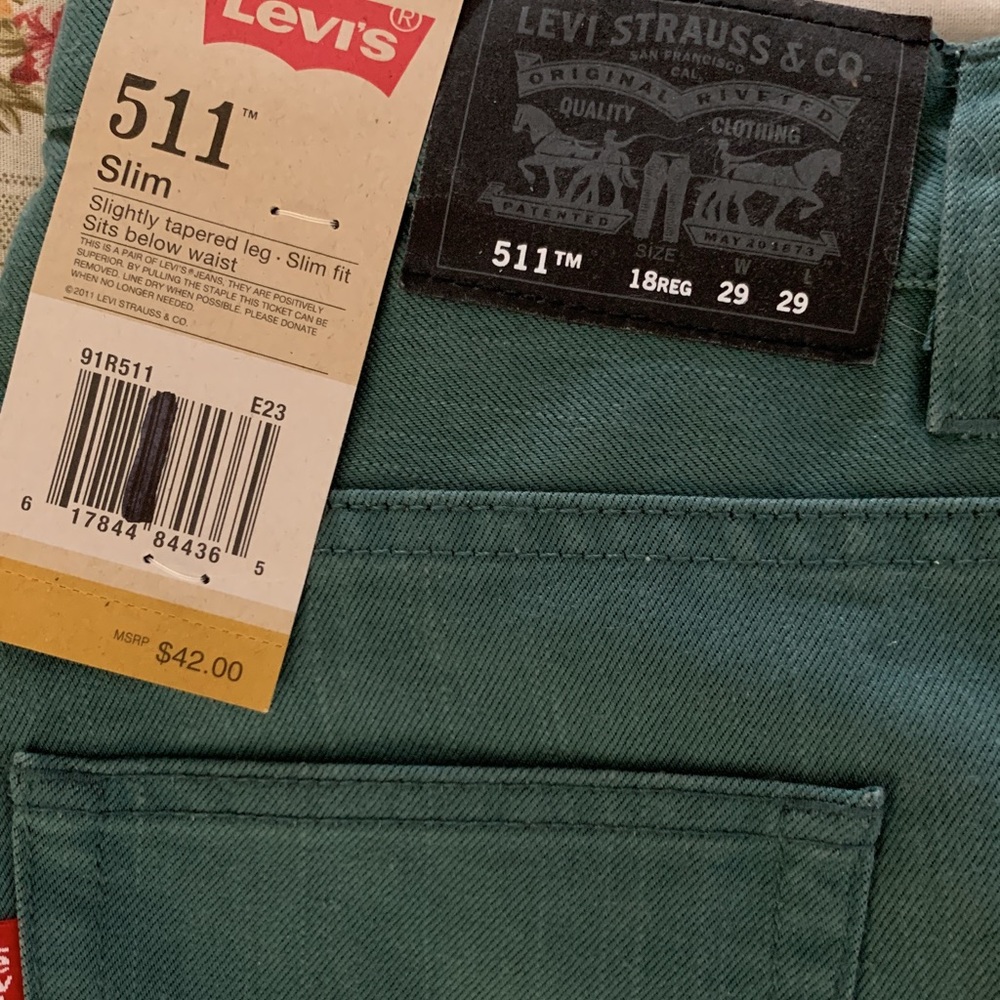 Levi's®
511™
Slim
Slightly tapered leg · Slim fit
Sits below waist
THIS IS A PAIR OF LEVI'S® JEANS. THEY ARE POSITIVELY
SUPERIOR. BY PULLING THE STAPLE THIS TICKET CAN BE
REMOVED. LINE DRY WHEN POSSIBLE. PLEASE DONATE
WHEN NO LONGER NEEDED.
©2011 LEVI STRAUSS & CO.
91R511
E23
6 17844 84436 5
MSRP $42.00
LEVI STRAUSS & CO.
SAN FRANCISCO
CAL.
ORIGINAL RIVETED
QUALITY CLOTHING
PATENTED MAY 20 1873
SIZE W L
511™ 18REG 29 29